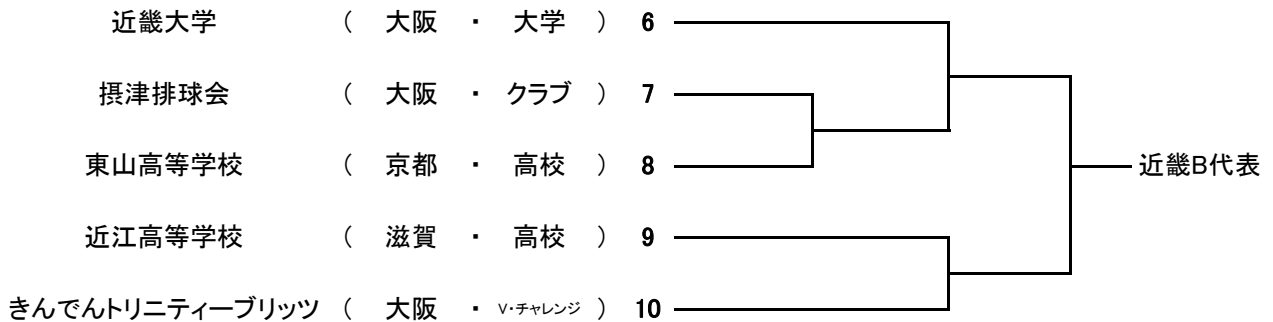 近畿大学 ( 大阪 ・ 大学 ) 6
摂津排球会 ( 大阪 ・ クラブ ) 7
東山高等学校 ( 京都 ・ 高校 ) 8
近畿B代表
近江高等学校 ( 滋賀 ・ 高校 ) 9
きんでんトリニティーブリッツ ( 大阪 ・ V・チャレンジ ) 10